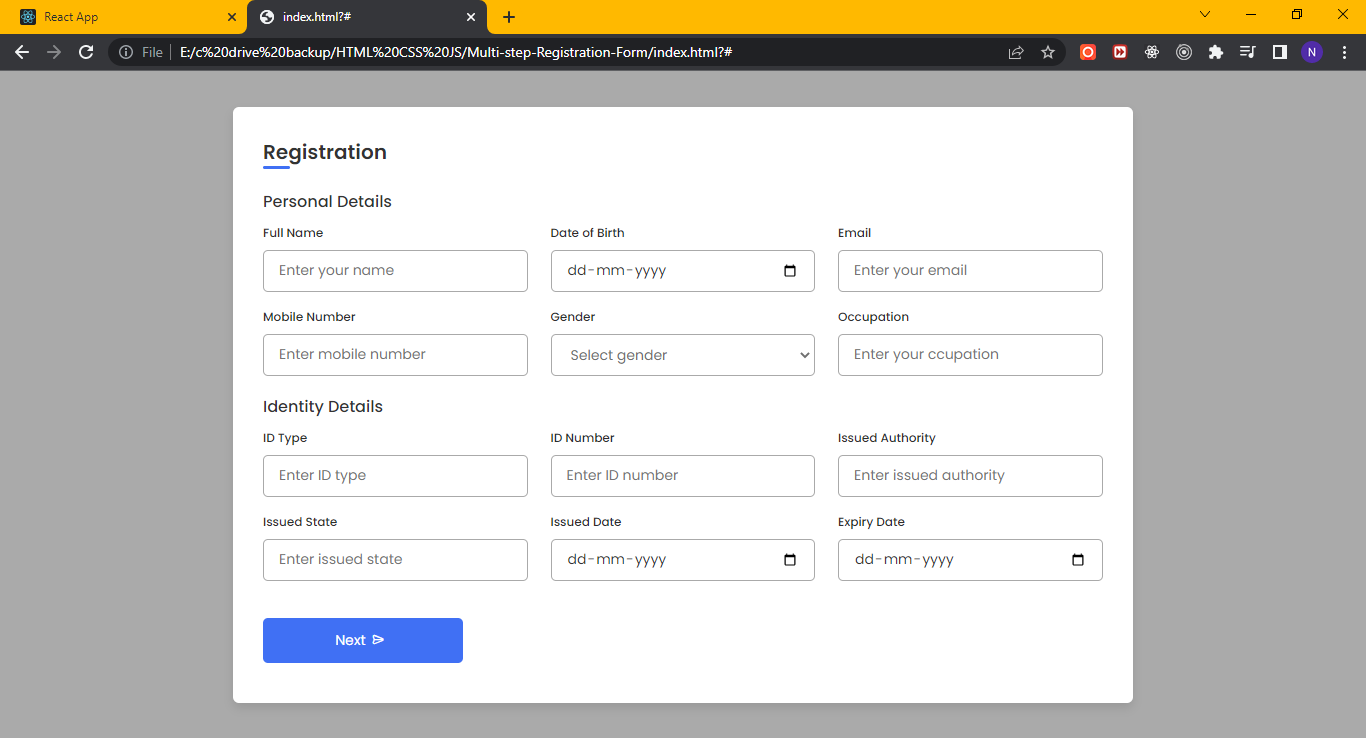 React App
index.html?#
File
E:/c%20drive%20backup/HTML%20CSS%20JS/Multi-step-Registration-Form/index.html?#
N
Registration
Personal Details
Full Name Date of Birth Email
Enter your name dd-mm-yyyy Enter your email
Mobile Number Gender Occupation
Enter mobile number Select gender Enter your ccupation
Identity Details
ID Type ID Number Issued Authority
Enter ID type Enter ID number Enter issued authority
Issued State Issued Date Expiry Date
Enter issued state dd-mm-yyyy dd-mm-yyyy
Next